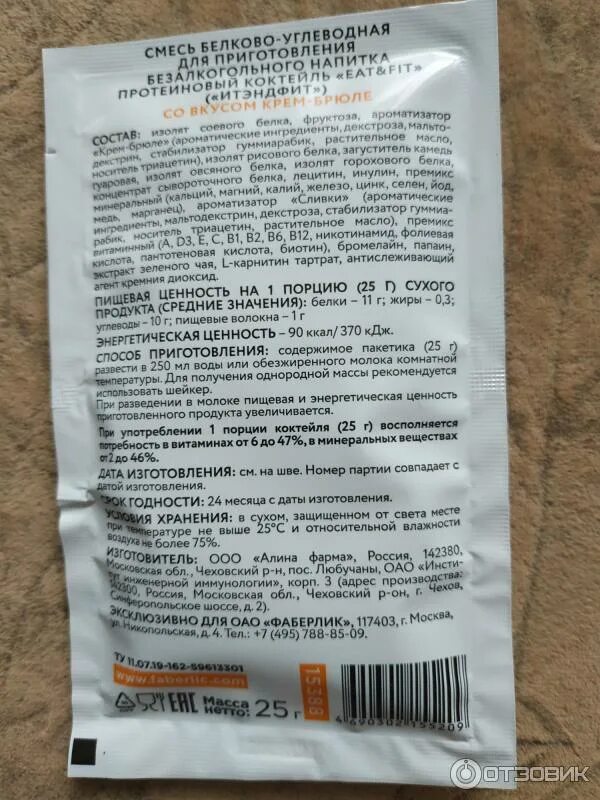 СМЕСЬ БЕЛКОВО-УГЛЕВОДНАЯ
ДЛЯ ПРИГОТОВЛЕНИЯ
БЕЗАЛКОГОЛЬНОГО НАПИТКА
ПРОТЕИНОВЫЙ КОКТЕЙЛЬ «EAT&FIT»
(«ИТЭНДФИТ»)
СО ВКУСОМ КРЕМ-БРЮЛЕ
СОСТАВ: изолят соевого белка, фруктоза, ароматизатор
«Крем-брюле» (ароматические ингредиенты, декстроза, мальто-
декстрин, стабилизатор гуммиарабик, растительное масло,
носитель триацетин), изолят рисового белка, загуститель камедь
гуаровая, изолят овсяного белка, изолят горохового белка,
концентрат сывороточного белка, лецитин, инулин, премикс
минеральный (кальций, магний, калий, железо, цинк, селен, йод,
медь, марганец), ароматизатор «Сливки» (ароматические
ингредиенты, мальтодекстрин, декстроза, стабилизатор гуммиа-
рабик, носитель триацетин, растительное масло), премикс
витаминный (А, D3, Е, С, В1, В2, В6, В12, никотинамид, фолиевая
кислота, пантотеновая кислота, биотин), бромелайн, папаин,
экстракт зеленого чая, L-карнитин тартрат, антислеживающий
агент кремния диоксид.
ПИЩЕВАЯ ЦЕННОСТЬ НА 1 ПОРЦИЮ (25 Г) СУХОГО
ПРОДУКТА (СРЕДНИЕ ЗНАЧЕНИЯ): белки – 11 г; жиры – 0,3;
углеводы – 10 г; пищевые волокна – 1 г
ЭНЕРГЕТИЧЕСКАЯ ЦЕННОСТЬ – 90 ккал/ 370 кДж.
СПОСОБ ПРИГОТОВЛЕНИЯ: содержимое пакетика (25 г)
развести в 250 мл воды или обезжиренного молока комнатной
температуры. Для получения однородной массы рекомендуется
использовать шейкер.
При разведении в молоке пищевая и энергетическая ценность
приготовленного продукта увеличивается.
При употреблении 1 порции коктейля (25 г) восполняется
потребность в витаминах от 6 до 47%, в минеральных веществах
от 2 до 46%.
ДАТА ИЗГОТОВЛЕНИЯ: см. на шве. Номер партии совпадает с
датой изготовления.
СРОК ГОДНОСТИ: 24 месяца с даты изготовления.
УСЛОВИЯ ХРАНЕНИЯ: в сухом, защищенном от света месте
при температуре не выше 25°С и относительной влажности
воздуха не более 75%.
ИЗГОТОВИТЕЛЬ: ООО «Алина фарма», Россия, 142380,
Московская обл., Чеховский р-н, пос. Любучаны, ОАО «Инсти-
тут инженерной иммунологии», корп. 3 (адрес производства:
142300, Россия, Московская обл., Чеховский р-он, г. Чехов,
Симферопольское шоссе, д. 2).
ЭКСКЛЮЗИВНО ДЛЯ ОАО «ФАБЕРЛИК», 117403, г. Москва,
ул. Никопольская, д. 4. Тел.: +7 (495) 788-85-09.
ТУ 11.07.19-162-59613301
www.faberlic.com
EAC Масса нетто: 25 г
15388
4690302155209
ОТЗОВИК